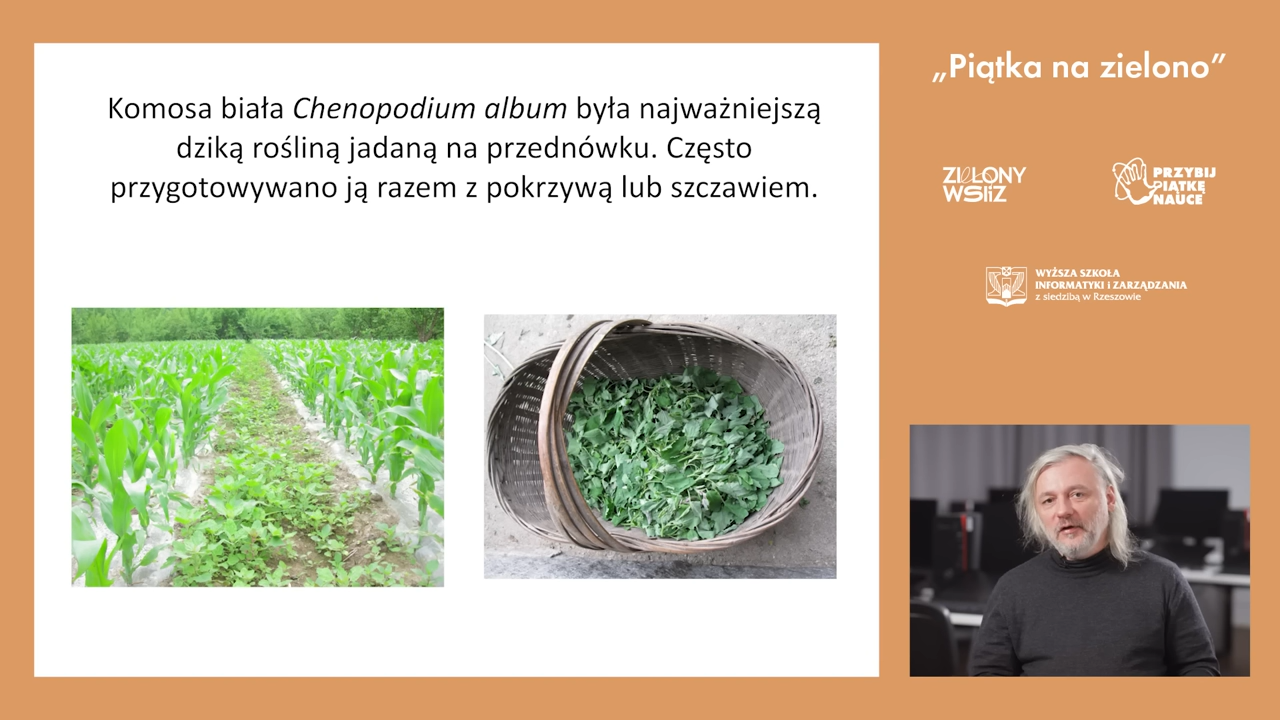 Komosa biała Chenopodium album była najważniejszą
dziką rośliną jadaną na przednówku. Często
przygotowywano ją razem z pokrzywą lub szczawiem.
„Piątka na zielono”
ZIELONY
WSIiZ
PRZYBIJ
PIĄTKĘ
NAUCE
WYŻSZA SZKOŁA
INFORMATYKI i ZARZĄDZANIA
z siedzibą w Rzeszowie